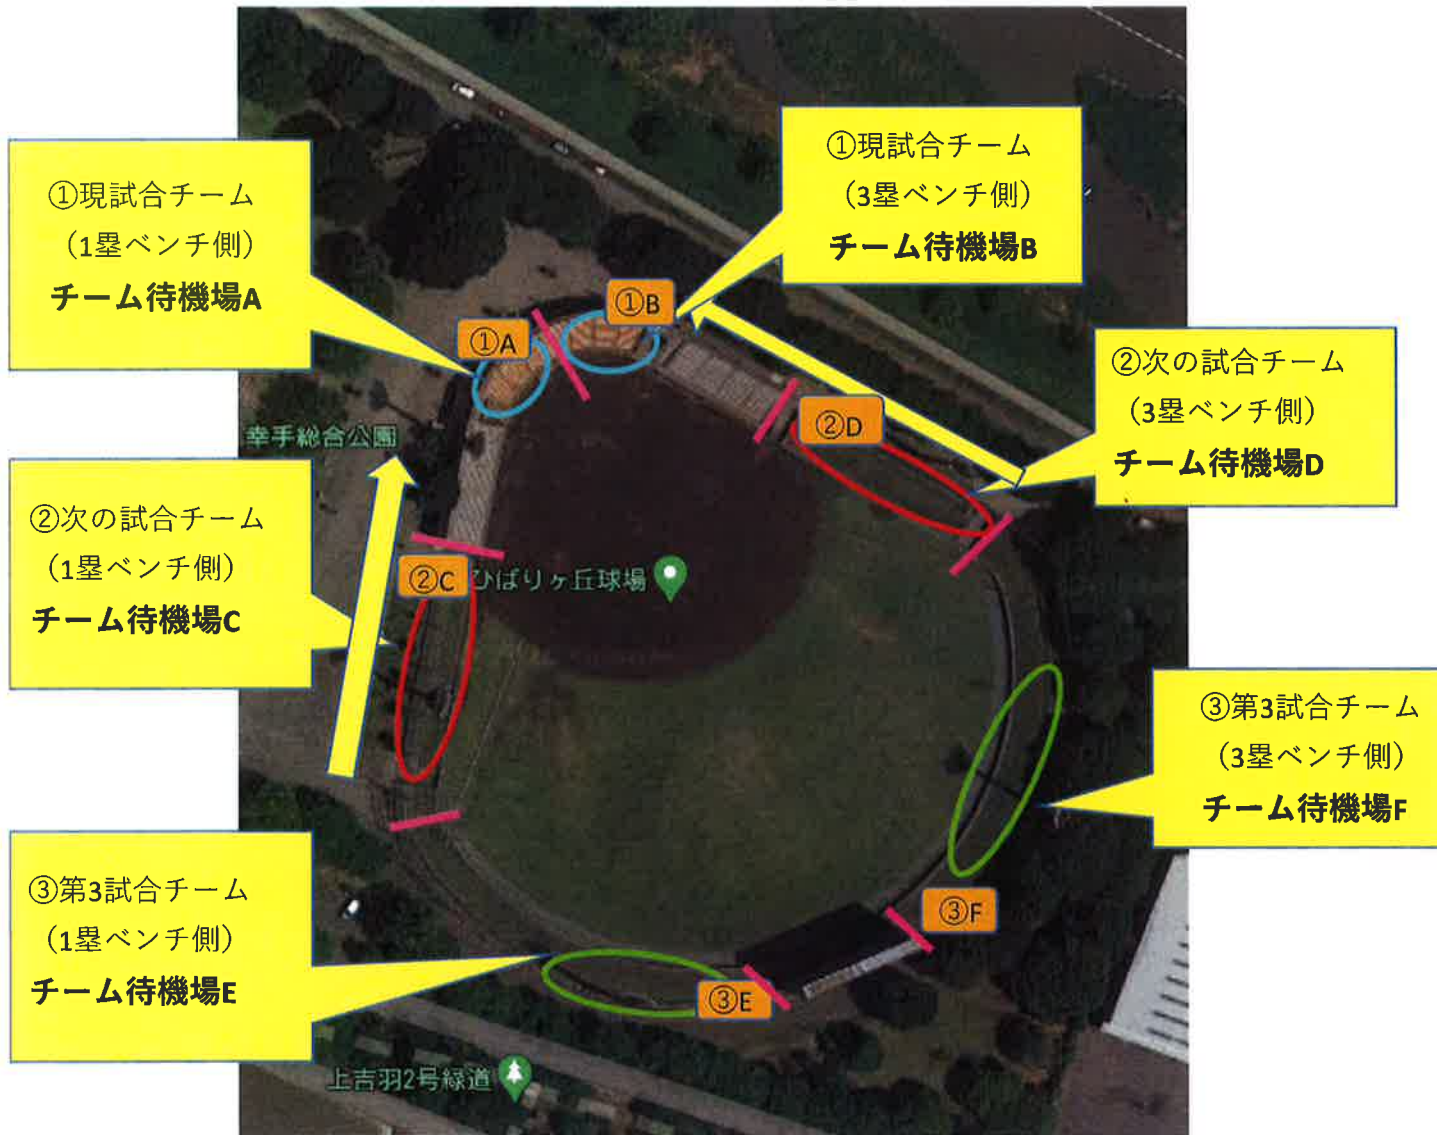 ①現試合チーム
（1塁ベンチ側）
チーム待機場A
①現試合チーム
（3塁ベンチ側）
チーム待機場B
①A
①B
②次の試合チーム
（3塁ベンチ側）
チーム待機場D
②D
幸手総合公園
②次の試合チーム
（1塁ベンチ側）
チーム待機場C
②C
ひばりヶ丘球場
③第3試合チーム
（3塁ベンチ側）
チーム待機場F
③F
③第3試合チーム
（1塁ベンチ側）
チーム待機場E
③E
上吉羽2号緑道